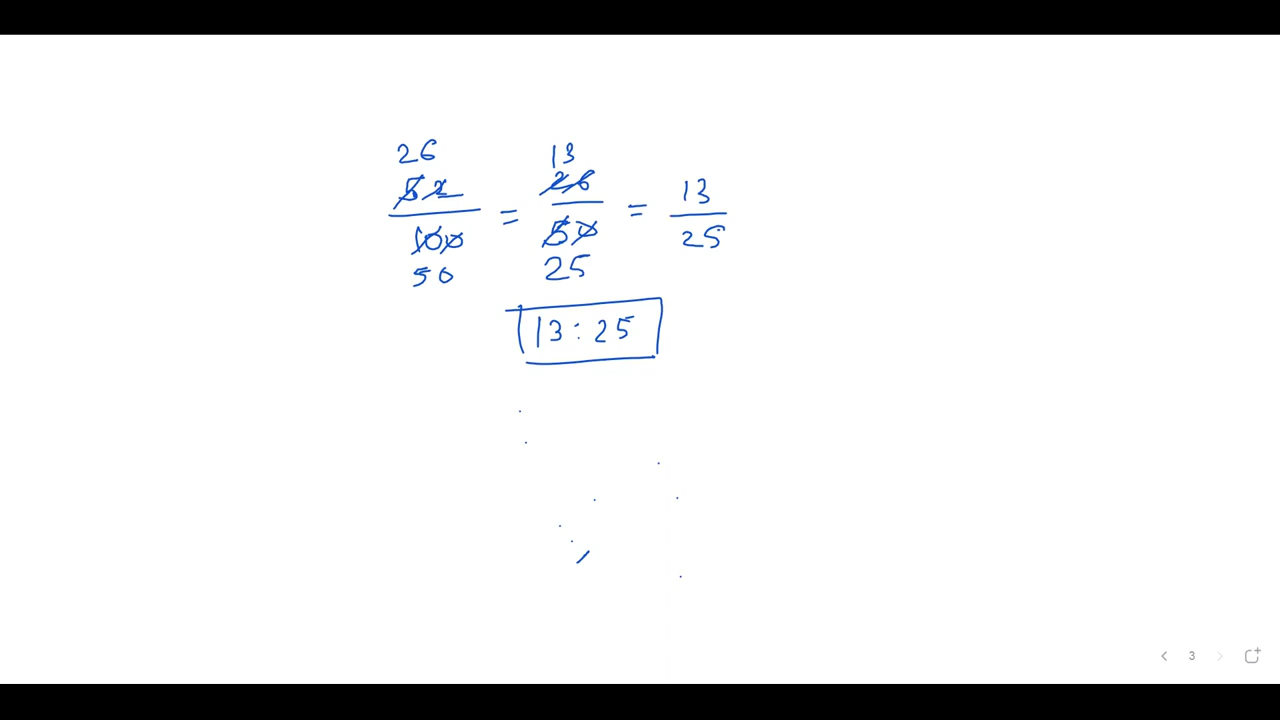 26 13
52 26 13
100 = 50 = 25
50 25
13 : 25
3